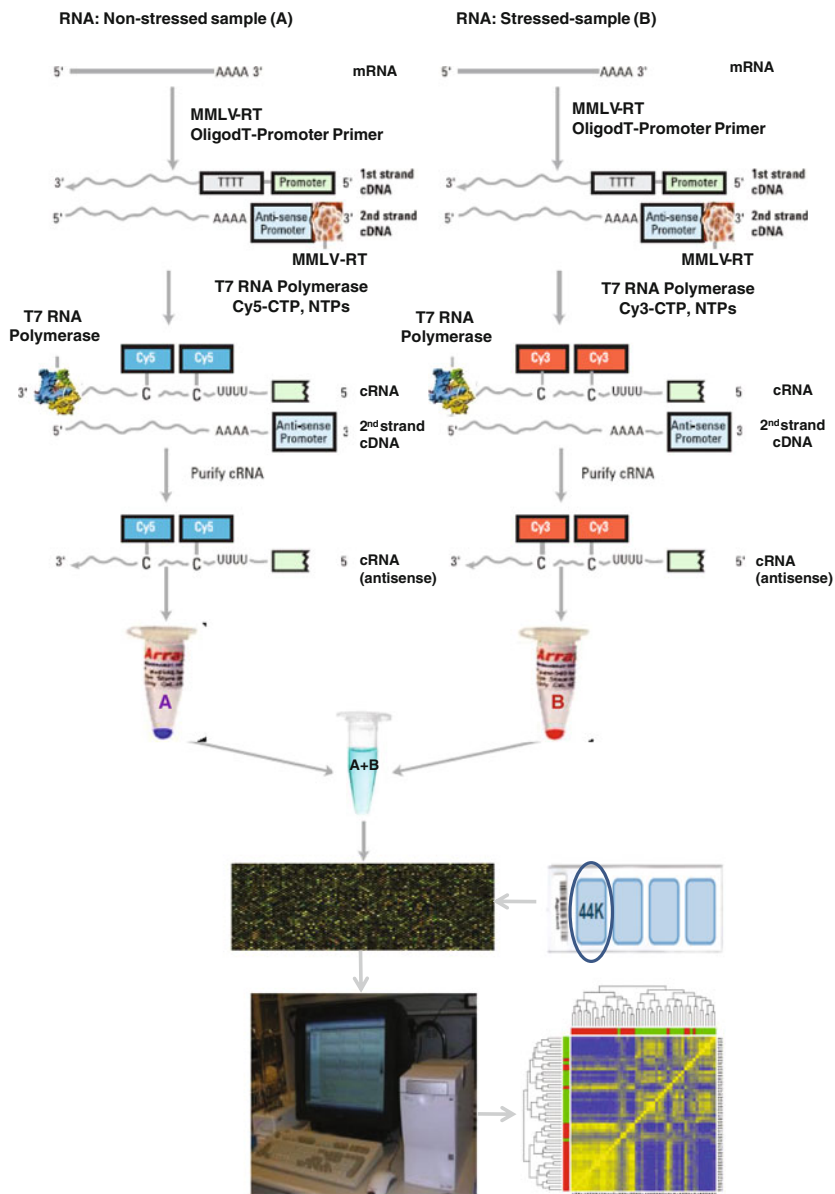 RNA: Non-stressed sample (A)
RNA: Stressed-sample (B)
5' AAAA 3' mRNA
5' AAAA 3' mRNA
MMLV-RT
OligodT-Promoter Primer
MMLV-RT
OligodT-Promoter Primer
3' TTTT Promoter 5' 1st strand cDNA
3' TTTT Promoter 5' 1st strand cDNA
5' AAAA Anti-sense Promoter 3' 2nd strand cDNA
5' AAAA Anti-sense Promoter 3' 2nd strand cDNA
MMLV-RT
MMLV-RT
T7 RNA Polymerase
Cy5-CTP, NTPs
T7 RNA Polymerase
Cy3-CTP, NTPs
T7 RNA
Polymerase
T7 RNA
Polymerase
Cy5 Cy5
Cy3 Cy3
3' C C UUUU 5 cRNA
3' C C UUUU 5 cRNA
5' AAAA Anti-sense Promoter 3 2nd strand cDNA
5' AAAA Anti-sense Promoter 3 2nd strand cDNA
Purify cRNA
Purify cRNA
Cy5 Cy5
Cy3 Cy3
3' C C UUUU 5 cRNA
(antisense)
3' C C UUUU 5' cRNA
(antisense)
Array
A
Array
B
A+B
44K